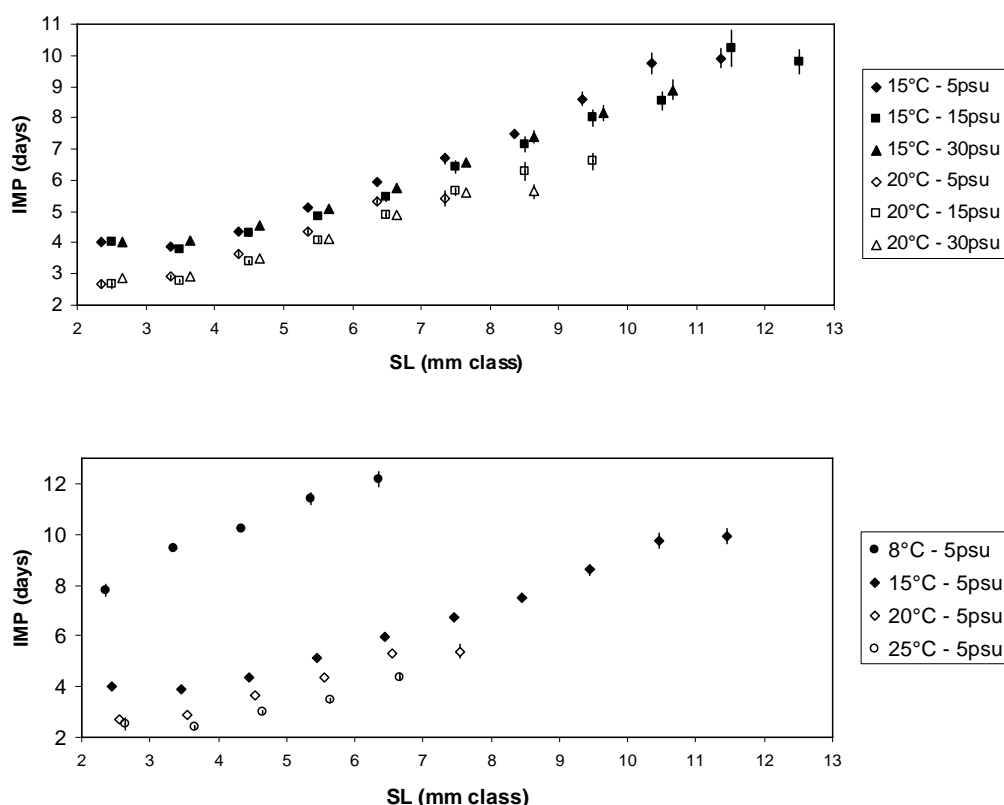 11
10
9
8
7
6
5
4
3
2
IMP (days)
2 3 4 5 6 7 8 9 10 11 12 13
SL (mm class)
15°C - 5psu
15°C - 15psu
15°C - 30psu
20°C - 5psu
20°C - 15psu
20°C - 30psu
12
10
8
6
4
2
IMP (days)
2 3 4 5 6 7 8 9 10 11 12 13
SL (mm class)
8°C - 5psu
15°C - 5psu
20°C - 5psu
25°C - 5psu